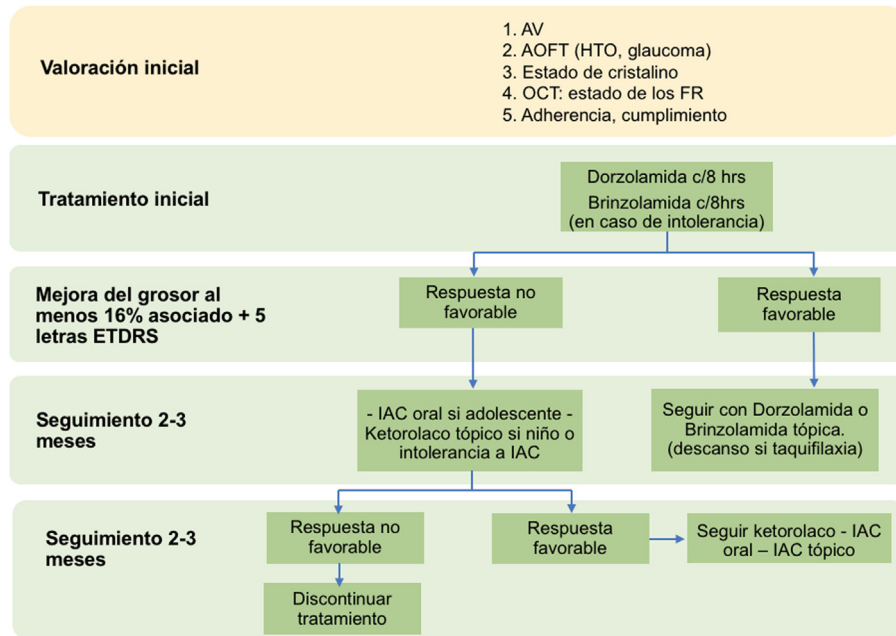 Valoración inicial
1. AV
2. AOFT (HTO, glaucoma)
3. Estado de cristalino
4. OCT: estado de los FR
5. Adherencia, cumplimiento
Tratamiento inicial
Dorzolamida c/8 hrs
Brinzolamida c/8hrs
(en caso de intolerancia)
Mejora del grosor al
menos 16% asociado + 5
letras ETDRS
Respuesta no
favorable
Respuesta
favorable
Seguimiento 2-3
meses
- IAC oral si adolescente -
Ketorolaco tópico si niño o
intolerancia a IAC
Seguir con Dorzolamida o
Brinzolamida tópica.
(descanso si taquifilaxia)
Seguimiento 2-3
meses
Respuesta no
favorable
Respuesta
favorable
Seguir ketorolaco - IAC
oral – IAC tópico
Discontinuar
tratamiento